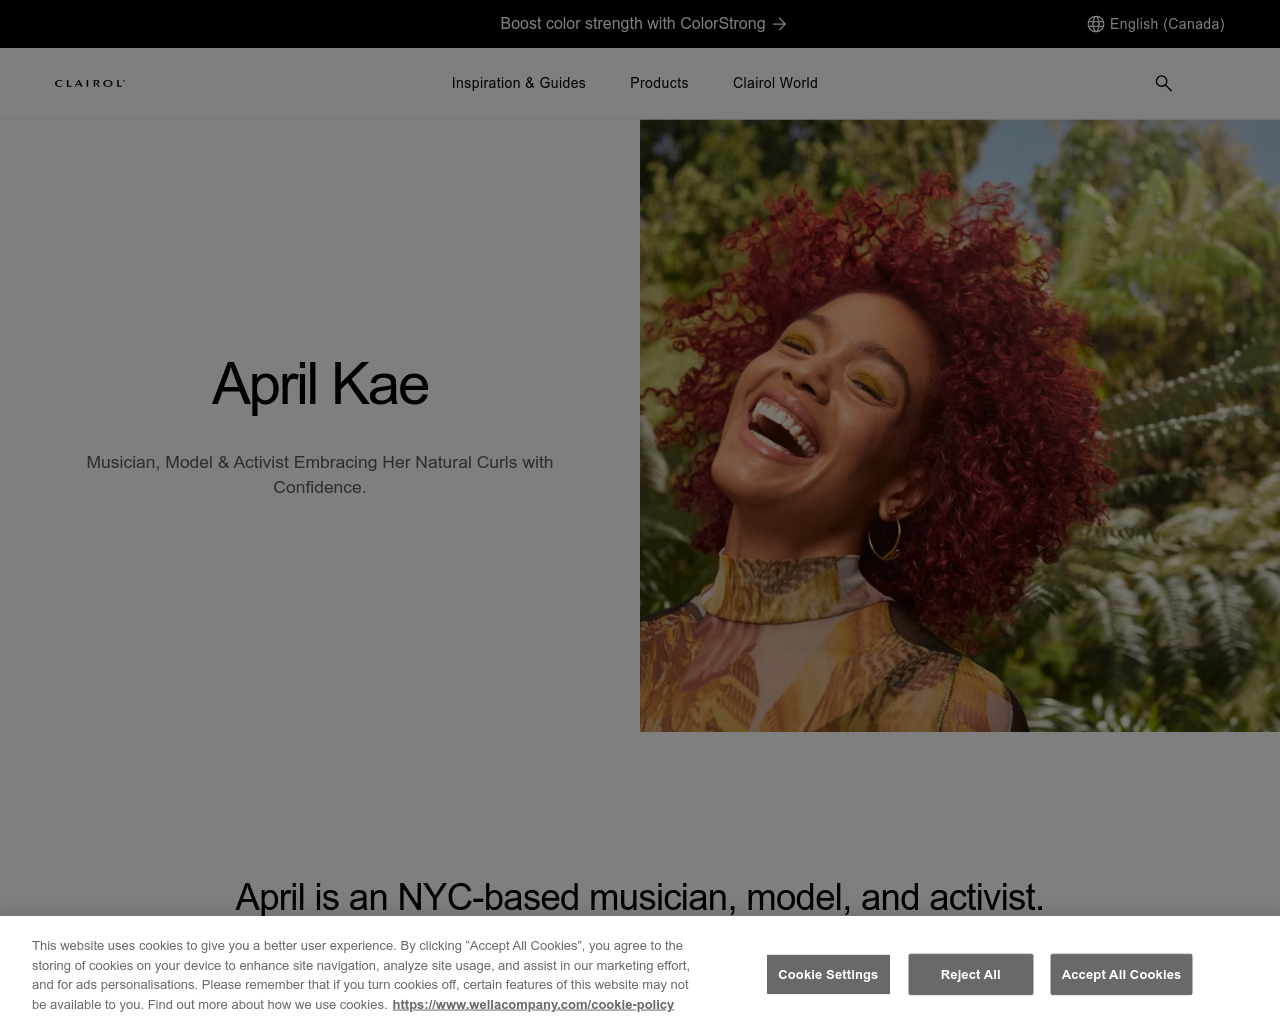 Boost color strength with ColorStrong
English (Canada)
CLAIROL
Inspiration & Guides
Products
Clairol World
April Kae
Musician, Model & Activist Embracing Her Natural Curls with
Confidence.
April is an NYC-based musician, model, and activist.
This website uses cookies to give you a better user experience. By clicking “Accept All Cookies”, you agree to the
storing of cookies on your device to enhance site navigation, analyze site usage, and assist in our marketing effort,
and for ads personalisations. Please remember that if you turn cookies off, certain features of this website may not
be available to you. Find out more about how we use cookies. https://www.wellacompany.com/cookie-policy
Cookie Settings
Reject All
Accept All Cookies